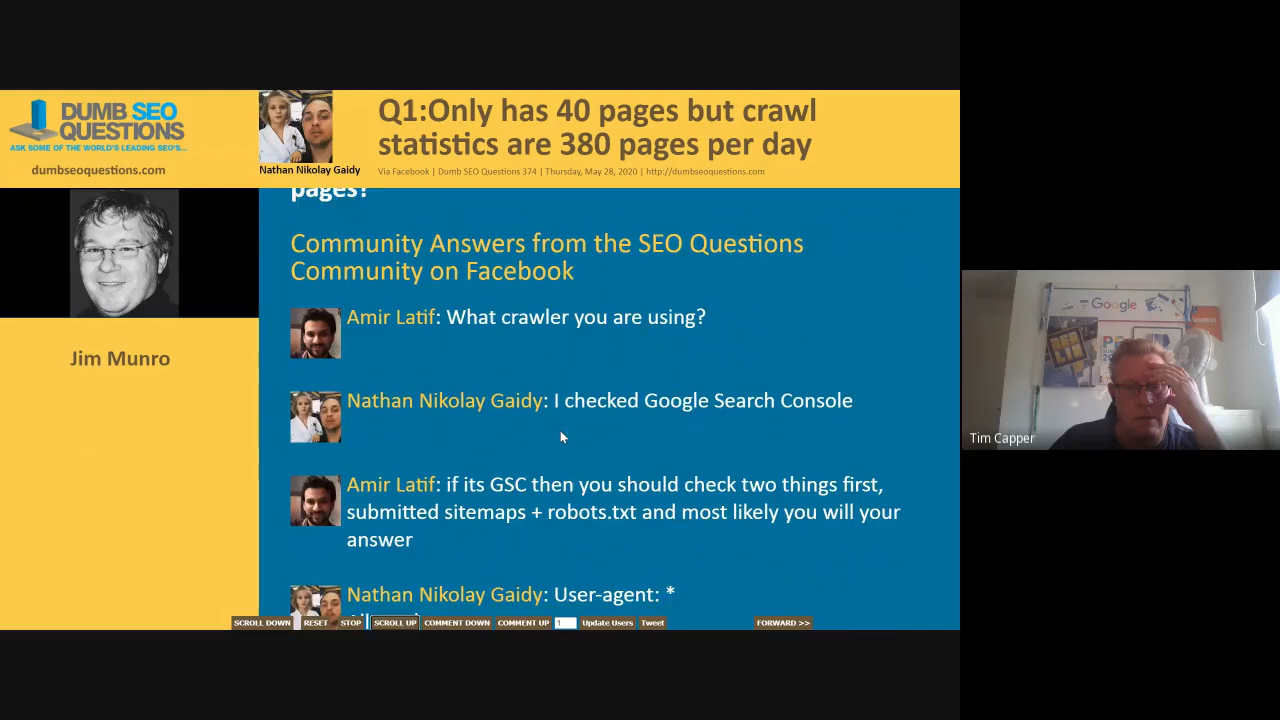 DUMB SEO
QUESTIONS
ASK SOME OF THE WORLD'S LEADING SEO'S...
dumbseoquestions.com
Nathan Nikolay Gaidy
Q1:Only has 40 pages but crawl
statistics are 380 pages per day
Via Facebook | Dumb SEO Questions 374 | Thursday, May 28, 2020 | http://dumbseoquestions.com
Jim Munro
pages?
Community Answers from the SEO Questions
Community on Facebook
Amir Latif: What crawler you are using?
Nathan Nikolay Gaidy: I checked Google Search Console
Amir Latif: if its GSC then you should check two things first,
submitted sitemaps + robots.txt and most likely you will your
answer
Nathan Nikolay Gaidy: User-agent: *
SCROLL DOWN RESET STOP SCROLL UP COMMENT DOWN COMMENT UP 1 Update Users Tweet FORWARD >>
Google
Tim Capper